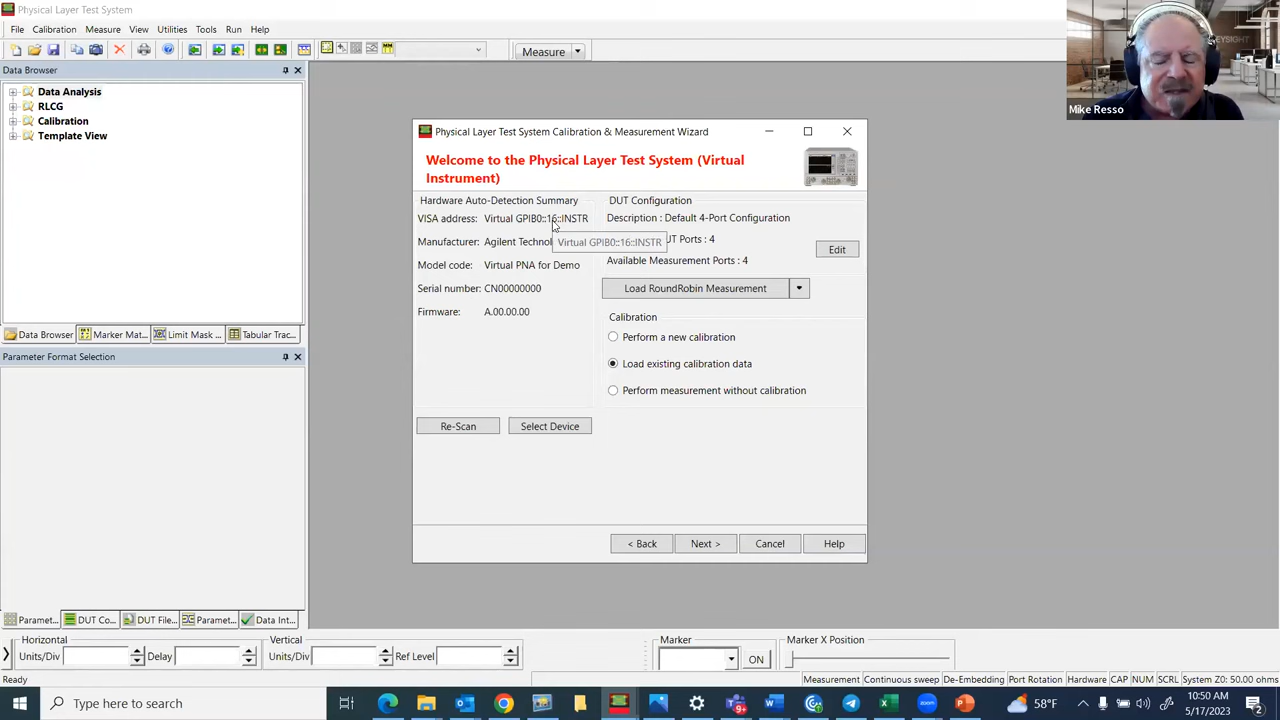 Physical Layer Test System
File Calibration Measure View Utilities Tools Run Help
Measure
EYSIGHT
Mike Resso
Data Browser
Data Analysis
RLCG
Calibration
Template View
Data Browser Marker Mat... Limit Mask ... Tabular Trac...
Parameter Format Selection
Physical Layer Test System Calibration & Measurement Wizard
Welcome to the Physical Layer Test System (Virtual
Instrument)
Hardware Auto-Detection Summary
VISA address: Virtual GPIB0::16::INSTR
Manufacturer: Agilent Technol
Virtual GPIB0::16::INSTR
Model code: Virtual PNA for Demo
Serial number: CN00000000
Firmware: A.00.00.00
Re-Scan Select Device
DUT Configuration
Description : Default 4-Port Configuration
UT Ports : 4
Edit
Available Measurement Ports : 4
Load RoundRobin Measurement
Calibration
Perform a new calibration
Load existing calibration data
Perform measurement without calibration
< Back Next > Cancel Help
Paramet... DUT Co... DUT File... Paramet... Data Int...
Horizontal
Units/Div Delay
Vertical
Units/Div Ref Level
Marker
ON
Marker X Position
Ready
Measurement Continuous sweep De-Embedding Port Rotation Hardware CAP NUM SCRL System Z0: 50.00 ohms
Type here to search
58°F
10:50 AM
5/17/2023